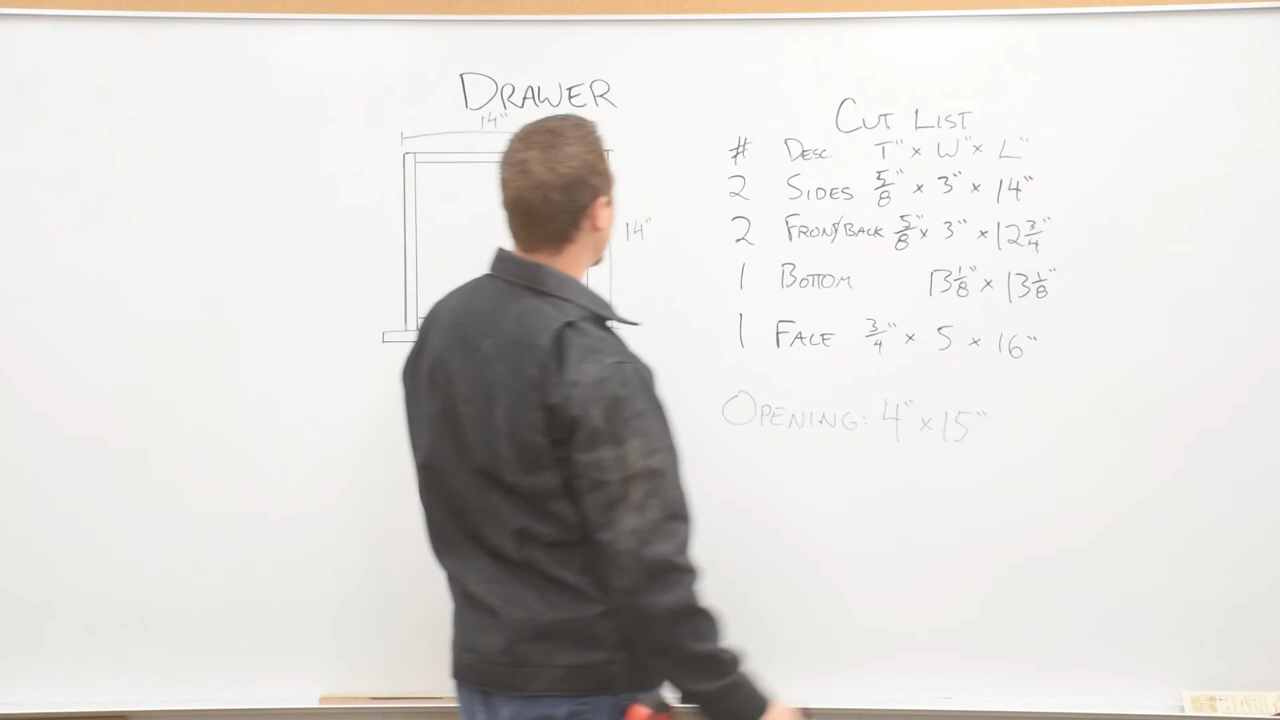 DRAWER
14"
14"
CUT LIST
# DESC. T" x W" x L"
2 SIDES 5/8" x 3" x 14"
2 FRONT/BACK 5/8" x 3" x 12 3/4"
1 BOTTOM 13 1/8" x 13 1/8"
1 FACE 3/4" x 5 x 16"
OPENING: 4" x 15"